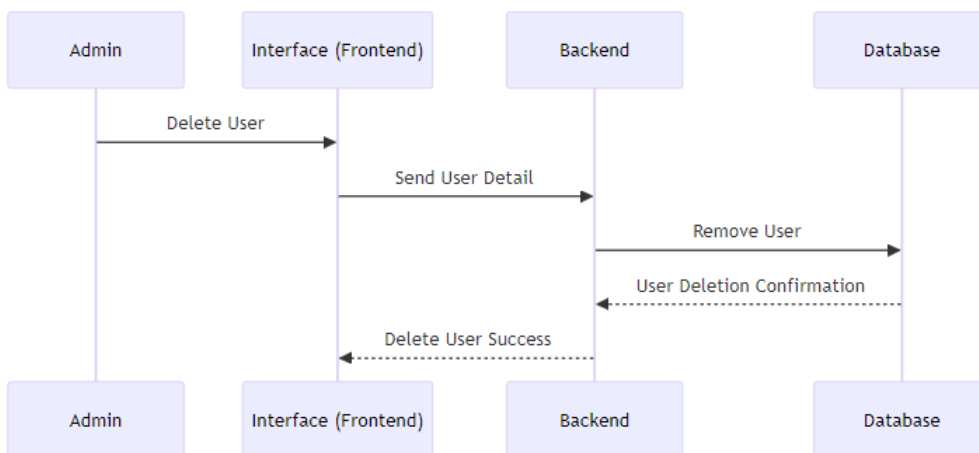 Admin
Interface (Frontend)
Backend
Database
Delete User
Send User Detail
Remove User
User Deletion Confirmation
Delete User Success
Admin
Interface (Frontend)
Backend
Database